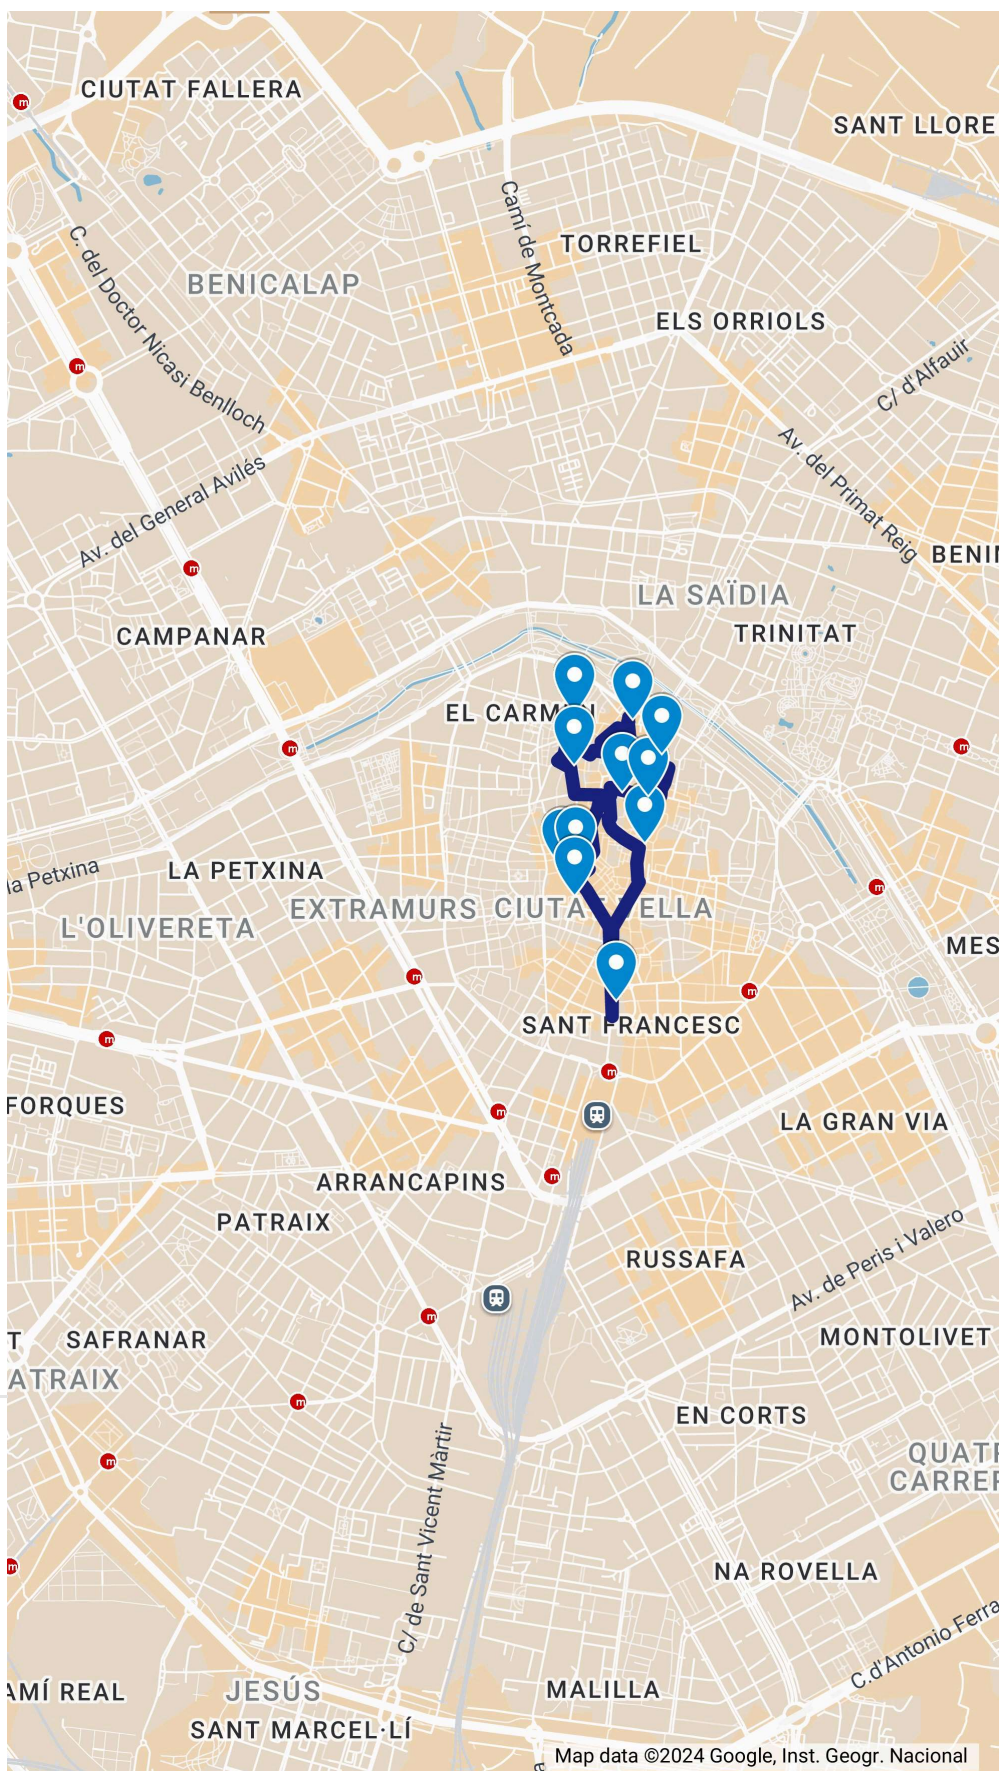 CIUTAT FALLERA
m
SANT LLORE
Camí de Montcada
C. del Doctor Nicasi Benlloch
TORREFIEL
BENICALAP
ELS ORRIOLS
C/ d'Alfauir
m
Av. del General Avilés
Av. del Primat Reig
BENI
m
LA SAÏDIA
CAMPANAR
TRINITAT
EL CARM
m
m
la Petxina
LA PETXINA
m
EXTRAMURS
CIUTA VELLA
L'OLIVERETA
MES
m
m
SANT FRANCESC
m
m
FORQUES
m
LA GRAN VIA
m
ARRANCAPINS
PATRAIX
Av. de Peris i Valero
RUSSAFA
m
T
SAFRANAR
MONTOLIVET
ATRAIX
m
EN CORTS
C/ de Sant Vicent Màrtir
m
QUATR
CARRER
m
NA ROVELLA
C.d'Antonio Ferra
AMÍ REAL
JESÚS
MALILLA
SANT MARCEL·LÍ
Map data ©2024 Google, Inst. Geogr. Nacional